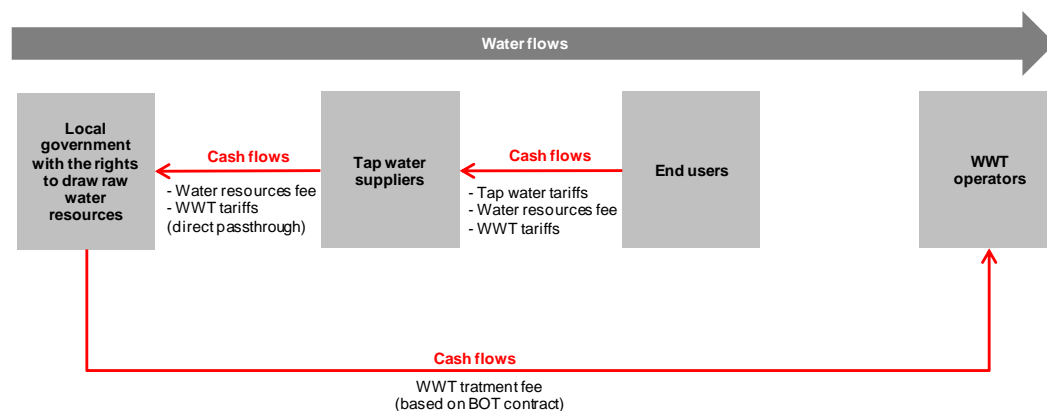 Water flows
Local
government
with the rights
to draw raw
water
resources
Cash flows
- Water resources fee
- WWT tariffs
(direct passthrough)
Tap water
suppliers
Cash flows
- Tap water tariffs
- Water resources fee
- WWT tariffs
End users
WWT
operators
Cash flows
WWT tratment fee
(based on BOT contract)